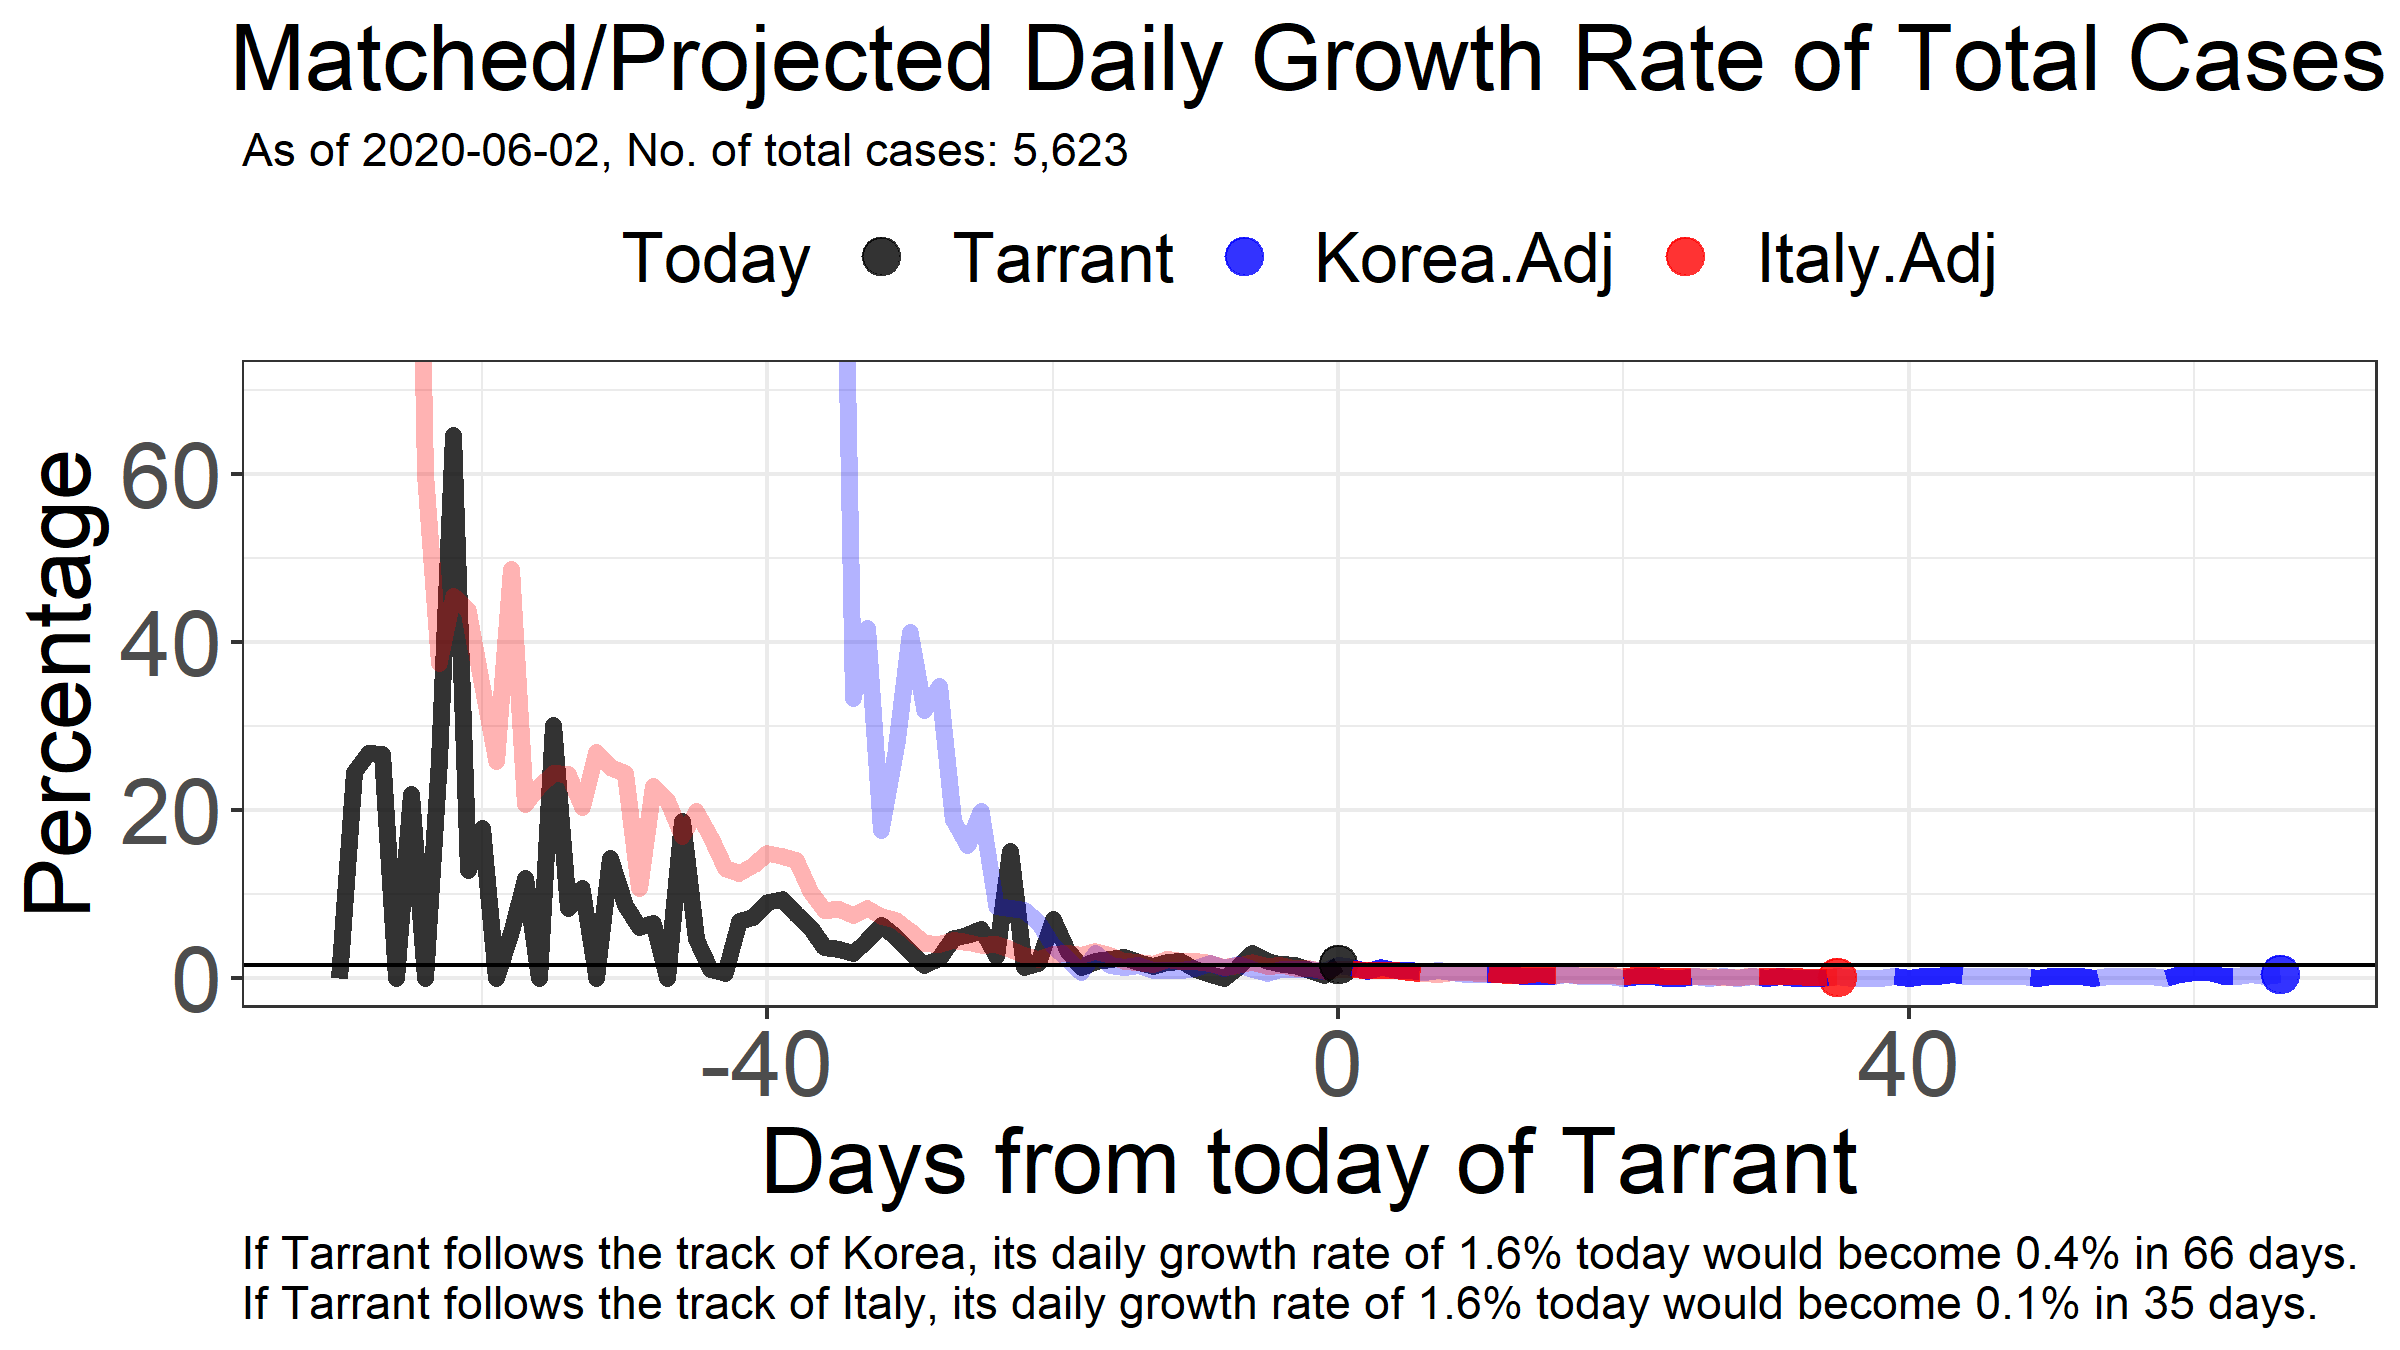 Matched/Projected Daily Growth Rate of Total Cases
As of 2020-06-02, No. of total cases: 5,623
Today Tarrant Korea.Adj Italy.Adj
Percentage
60
40
20
0
-40 0 40
Days from today of Tarrant
If Tarrant follows the track of Korea, its daily growth rate of 1.6% today would become 0.4% in 66 days.
If Tarrant follows the track of Italy, its daily growth rate of 1.6% today would become 0.1% in 35 days.